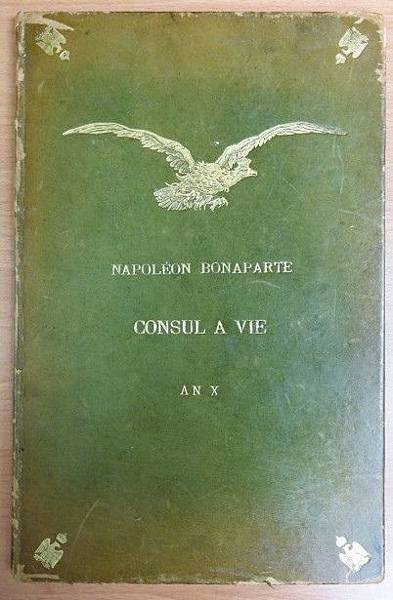 NAPOLÉON BONAPARTE
CONSUL A VIE
AN X